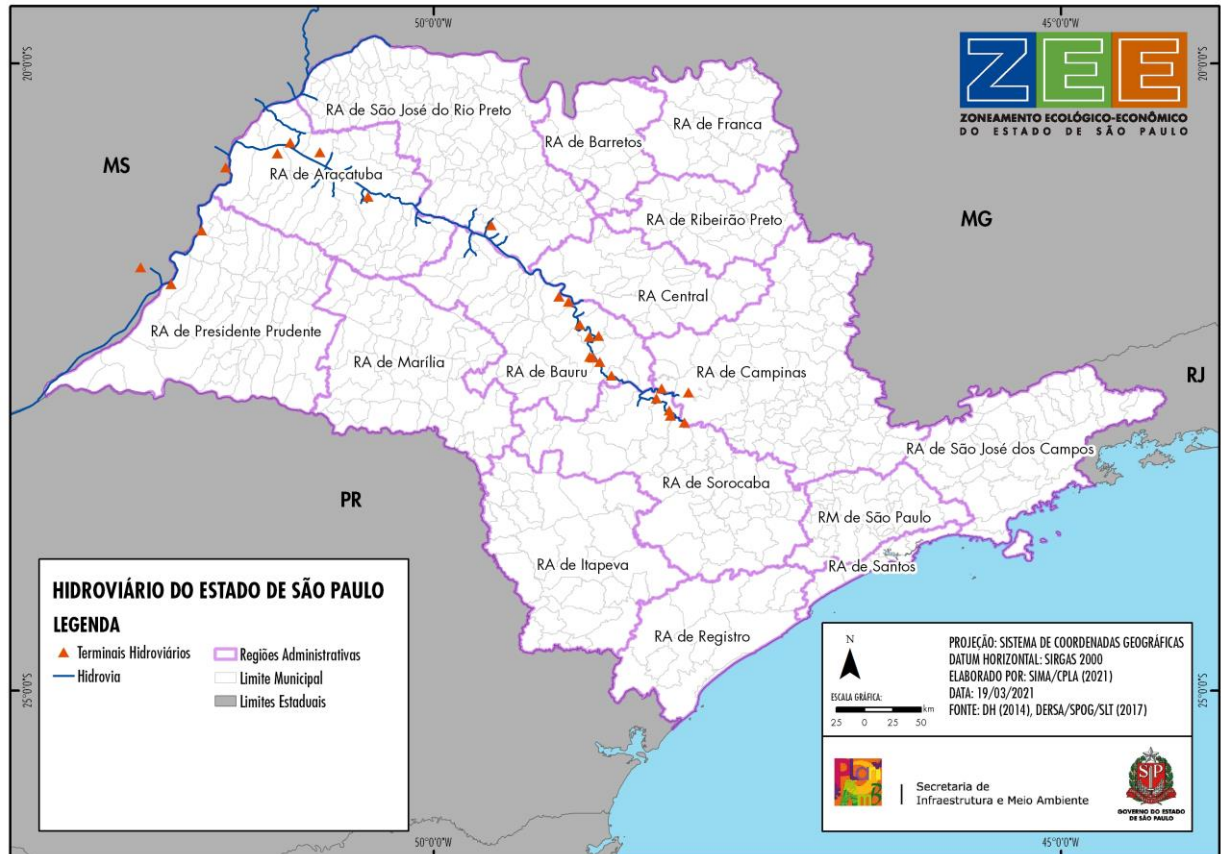 50°0'0"W
45°0'0"W
20°0'0"S
20°0'0"S
ZEE
ZONEAMENTO ECOLÓGICO-ECONÔMICO
DO ESTADO DE SÃO PAULO
RA de São José do Rio Preto
RA de Barretos
RA de Franca
MS
RA de Araçatuba
RA de Ribeirão Preto
MG
RA Central
RA de Presidente Prudente
RA de Marília
RA de Bauru
RA de Campinas
RJ
RA de São José dos Campos
RA de Sorocaba
PR
RM de São Paulo
RA de Itapeva
RA de Santos
RA de Registro
HIDROVIÁRIO DO ESTADO DE SÃO PAULO
LEGENDA
Terminais Hidroviários
Hidrovia
Regiões Administrativas
Limite Municipal
Limites Estaduais
N
ESCALA GRÁFICA:
km
25 0 25 50
PROJEÇÃO: SISTEMA DE COORDENADAS GEOGRÁFICAS
DATUM HORIZONTAL: SIRGAS 2000
ELABORADO POR: SIMA/CPLA (2021)
DATA: 19/03/2021
FONTE: DH (2014), DERSA/SPOG/SLT (2017)
25°0'0"S
25°0'0"S
Secretaria de
Infraestrutura e Meio Ambiente
SP
GOVERNO DO ESTADO
DE SÃO PAULO
50°0'0"W
45°0'0"W